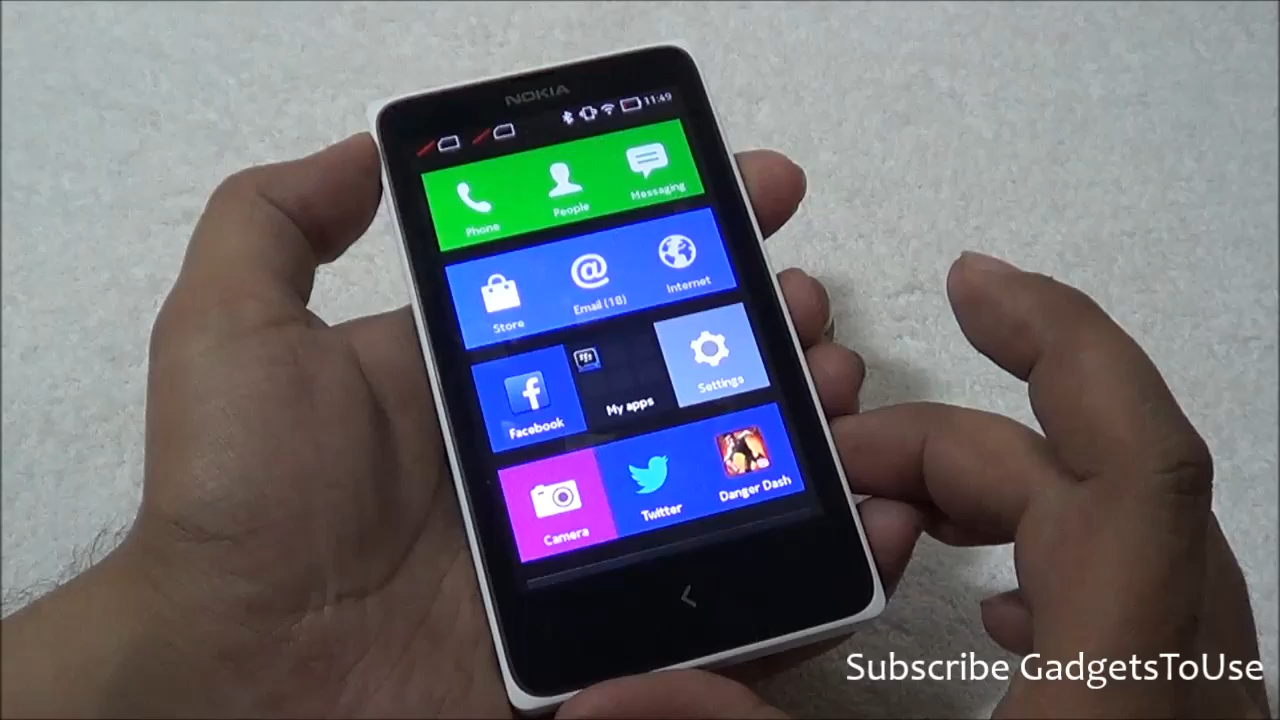 NOKIA
11:49
Phone People Messaging
Store Email (18) Internet
Facebook My apps Settings
Camera Twitter Danger Dash
Subscribe GadgetsToUse